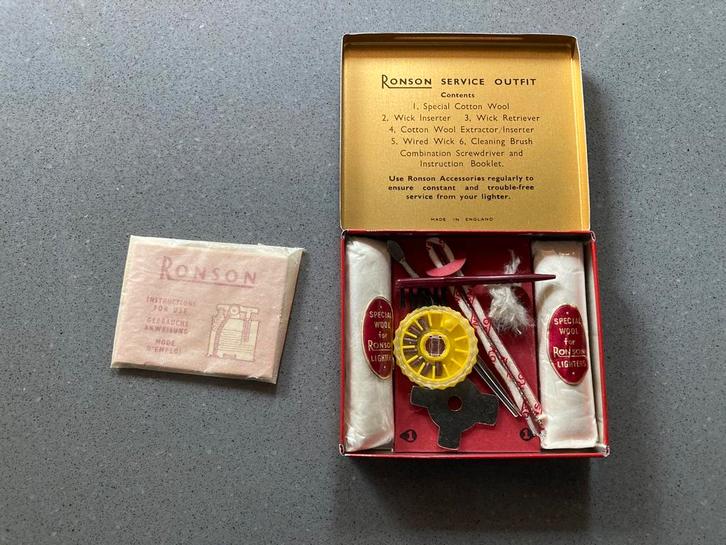 RONSON
INSTRUCTIONS
FOR USE
GEBRAUCHS
ANWEISUNG
MODE
D'EMPLOI
RONSON SERVICE OUTFIT
Contents
1, Special Cotton Wool
2, Wick Inserter 3, Wick Retriever
4, Cotton Wool Extractor/Inserter
5, Wired Wick 6, Cleaning Brush
Combination Screwdriver and
Instruction Booklet.
Use Ronson Accessories regularly to
ensure constant and trouble-free
service from your lighter.
MADE IN ENGLAND
SPECIAL
WOOL
for
RONSON
LIGHTERS
SPECIAL
WOOL
for
RONSON
LIGHTERS
1
1